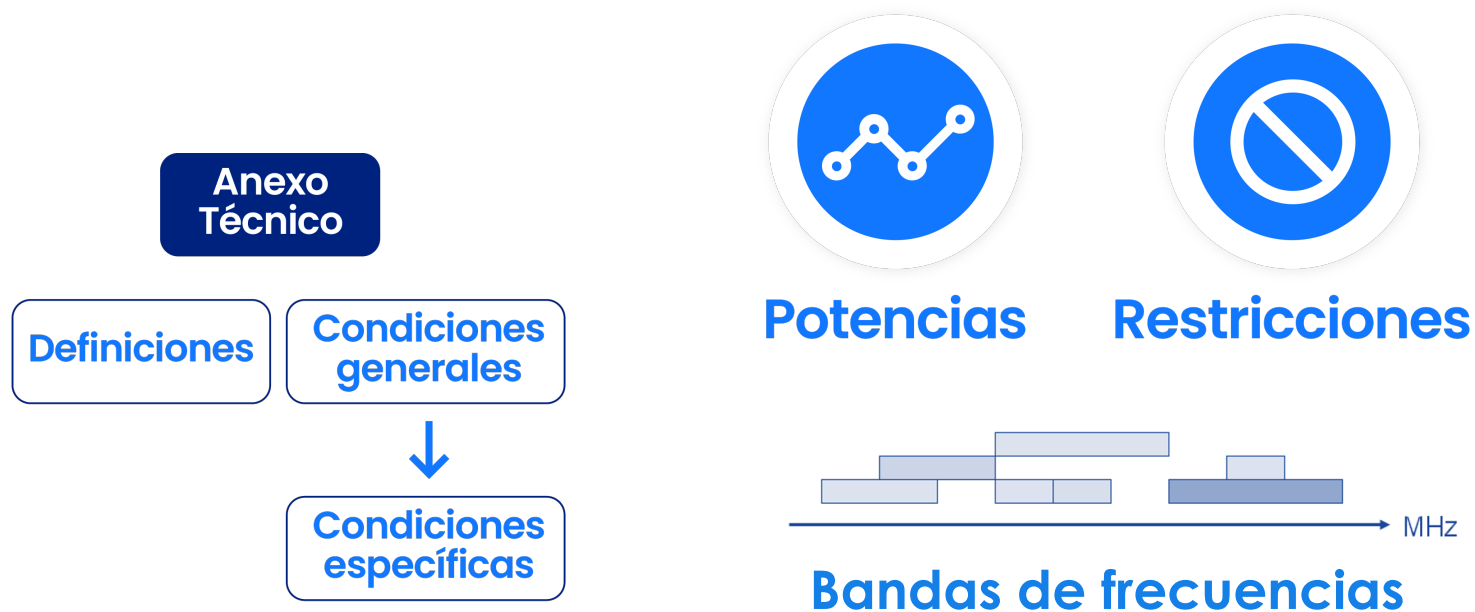 Anexo
Técnico
Definiciones
Condiciones
generales
Condiciones
específicas
Potencias
Restricciones
MHz
Bandas de frecuencias